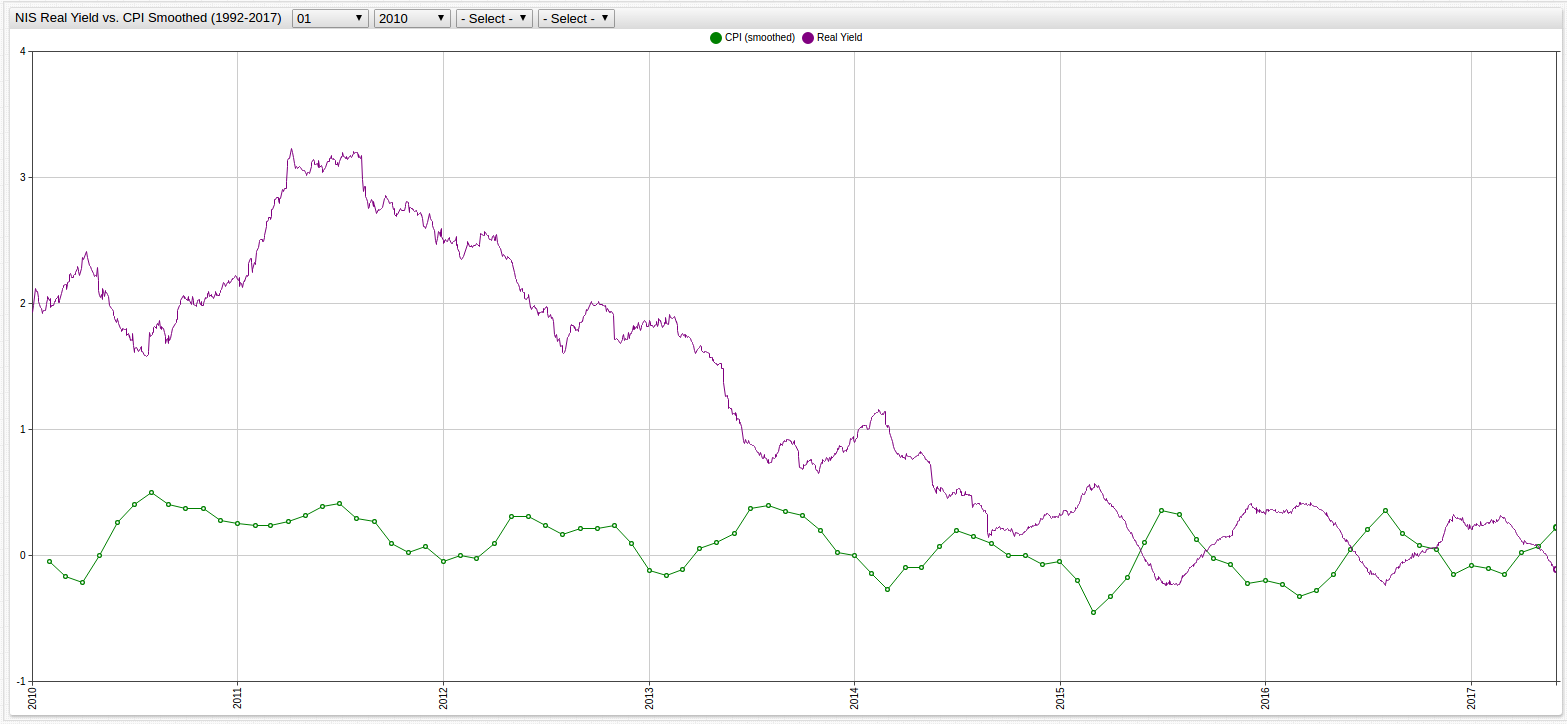 NIS Real Yield vs. CPI Smoothed (1992-2017) 01 2010 - Select - - Select -
CPI (smoothed) Real Yield
4
3
2
1
0
-1
2010 2011 2012 2013 2014 2015 2016 2017